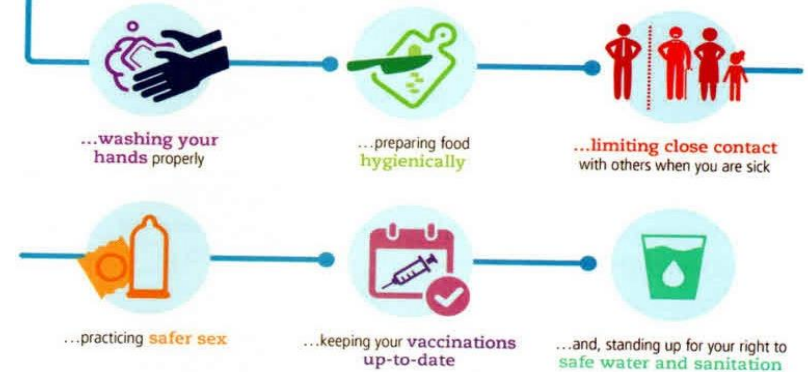 ...washing your
hands properly
...preparing food
hygienically
...limiting close contact
with others when you are sick
...practicing safer sex
...keeping your vaccinations
up-to-date
...and, standing up for your right to
safe water and sanitation